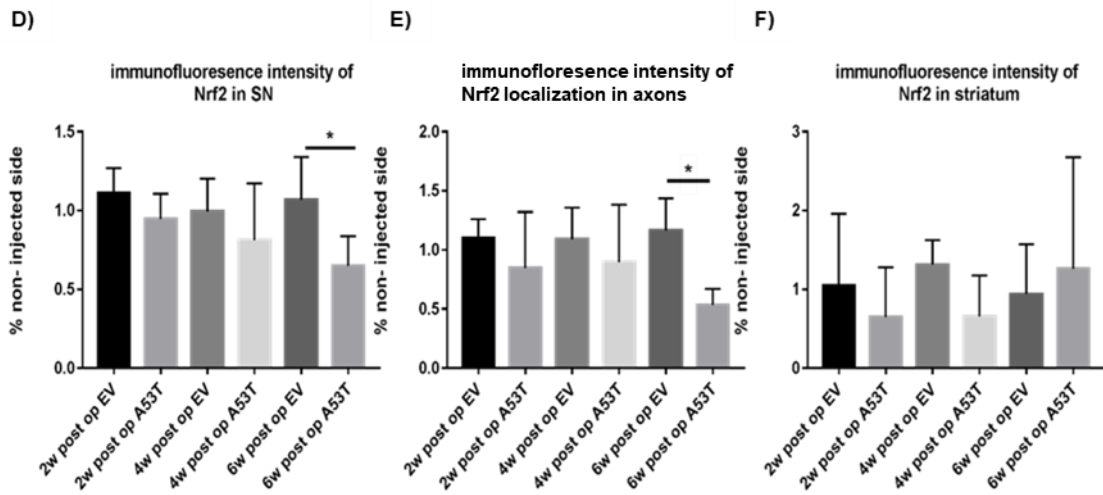 D)
immunofluoresence intensity of
Nrf2 in SN
% non- injected side
1.5
1.0
0.5
0.0
*
2w post op EV
2w post op A53T
4w post op EV
4w post op A53T
6w post op EV
6w post op A53T
E)
immunofloresence intensity of
Nrf2 localization in axons
% non- injected side
2.0
1.5
1.0
0.5
0.0
*
2w post op EV
2w post op A53T
4w post op EV
4w post op A53T
6w post op EV
6w post op A53T
F)
immunofluoresence intensity of
Nrf2 in striatum
% non- injected side
3
2
1
0
2w post op EV
2w post op A53T
4w post op EV
4w post op A53T
6w post op EV
6w post op A53T